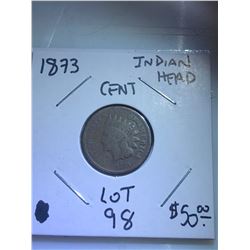 1873
INDIAN
HEAD
CENT
LOT
98
$50.00